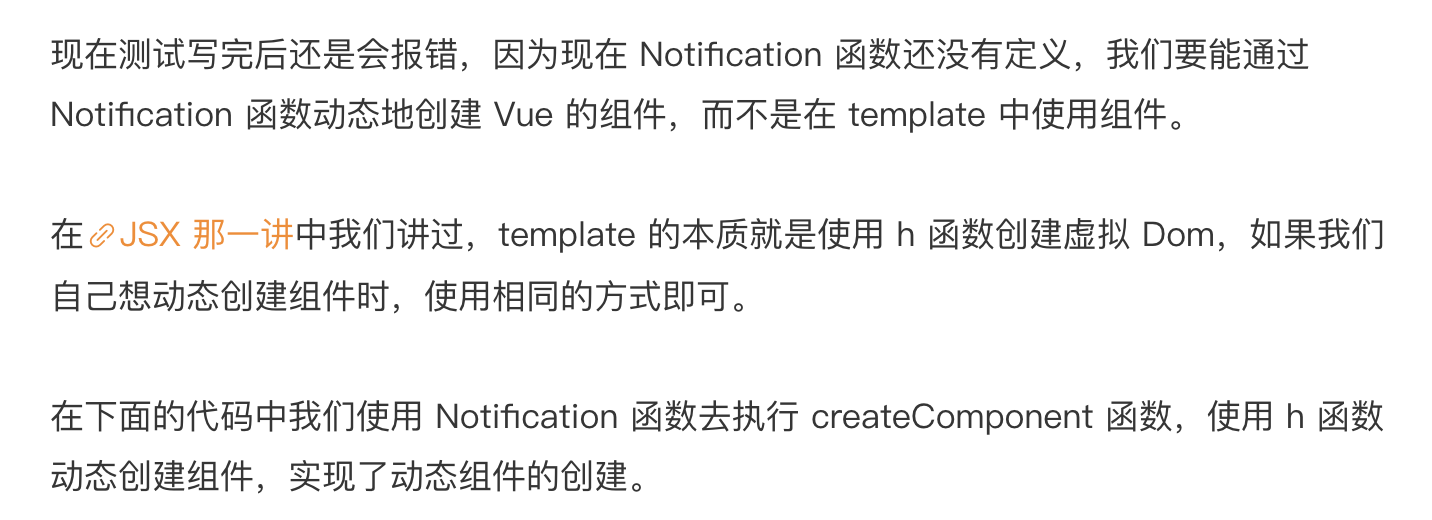 现在测试写完后还是会报错，因为现在 Notification 函数还没有定义，我们要能通过
Notification 函数动态地创建 Vue 的组件，而不是在 template 中使用组件。
在 JSX 那一讲中我们讲过，template 的本质就是使用 h 函数创建虚拟 Dom，如果我们
自己想动态创建组件时，使用相同的方式即可。
在下面的代码中我们使用 Notification 函数去执行 createComponent 函数，使用 h 函数
动态创建组件，实现了动态组件的创建。